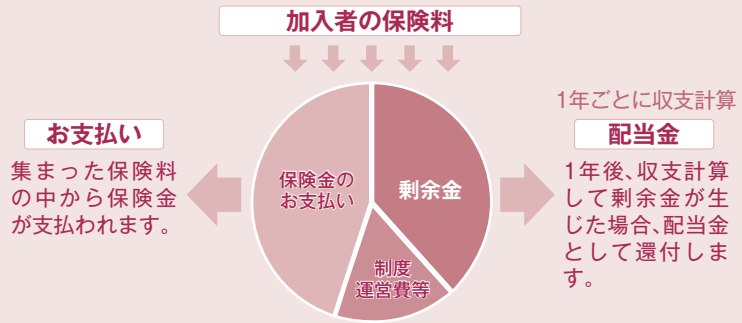 加入者の保険料
お支払い
集まった保険料
の中から保険金
が支払われます。
保険金の
お支払い
剰余金
制度
運営費等
1年ごとに収支計算
配当金
1年後、収支計算
して剰余金が生
じた場合、配当金
として還付しま
す。